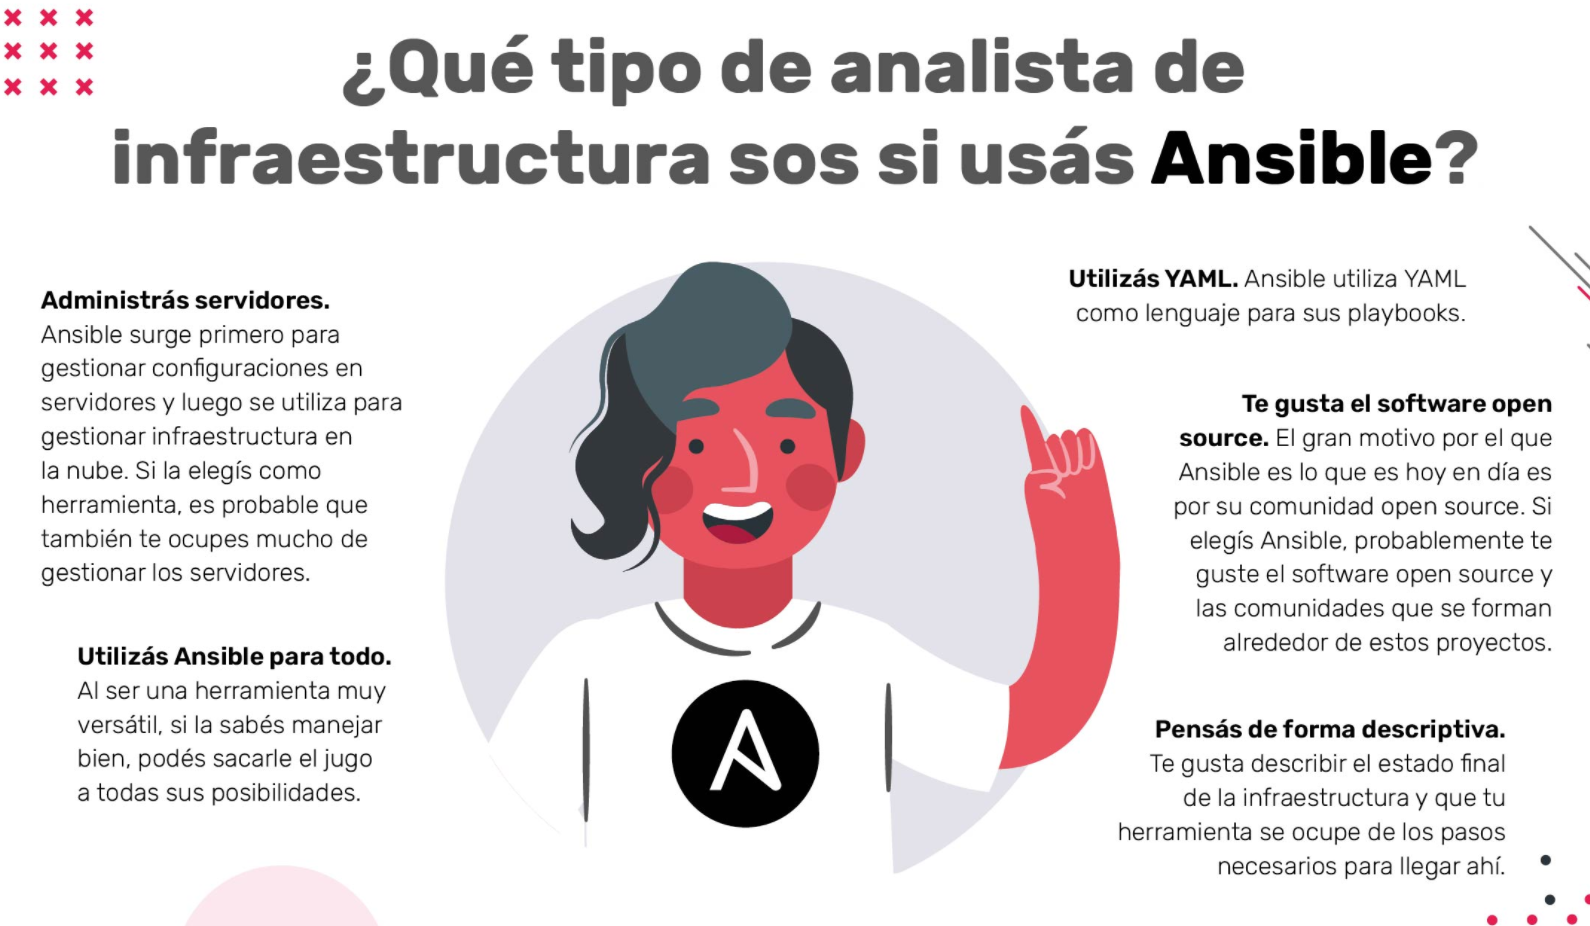 ¿Qué tipo de analista de
infraestructura sos si usás Ansible?
Administrás servidores.
Ansible surge primero para
gestionar configuraciones en
servidores y luego se utiliza para
gestionar infraestructura en
la nube. Si la elegís como
herramienta, es probable que
también te ocupes mucho de
gestionar los servidores.
Utilizás Ansible para todo.
Al ser una herramienta muy
versátil, si la sabés manejar
bien, podés sacarle el jugo
a todas sus posibilidades.
Utilizás YAML. Ansible utiliza YAML
como lenguaje para sus playbooks.
Te gusta el software open
source. El gran motivo por el que
Ansible es lo que es hoy en día es
por su comunidad open source. Si
elegís Ansible, probablemente te
guste el software open source y
las comunidades que se forman
alrededor de estos proyectos.
Pensás de forma descriptiva.
Te gusta describir el estado final
de la infraestructura y que tu
herramienta se ocupe de los pasos
necesarios para llegar ahí.